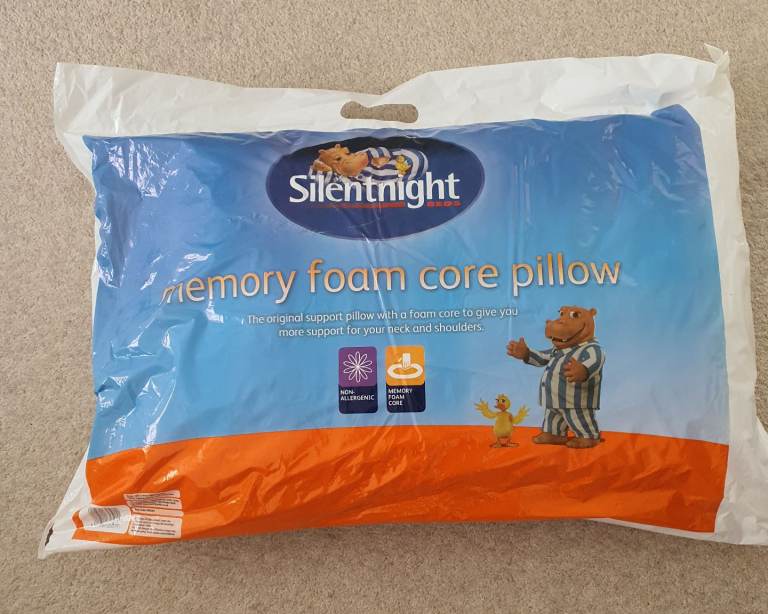 Silentnight
BEDS
memory foam core pillow
The original support pillow with a foam core to give you
more support for your neck and shoulders.
NON-
ALLERGENIC
MEMORY
FOAM
CORE